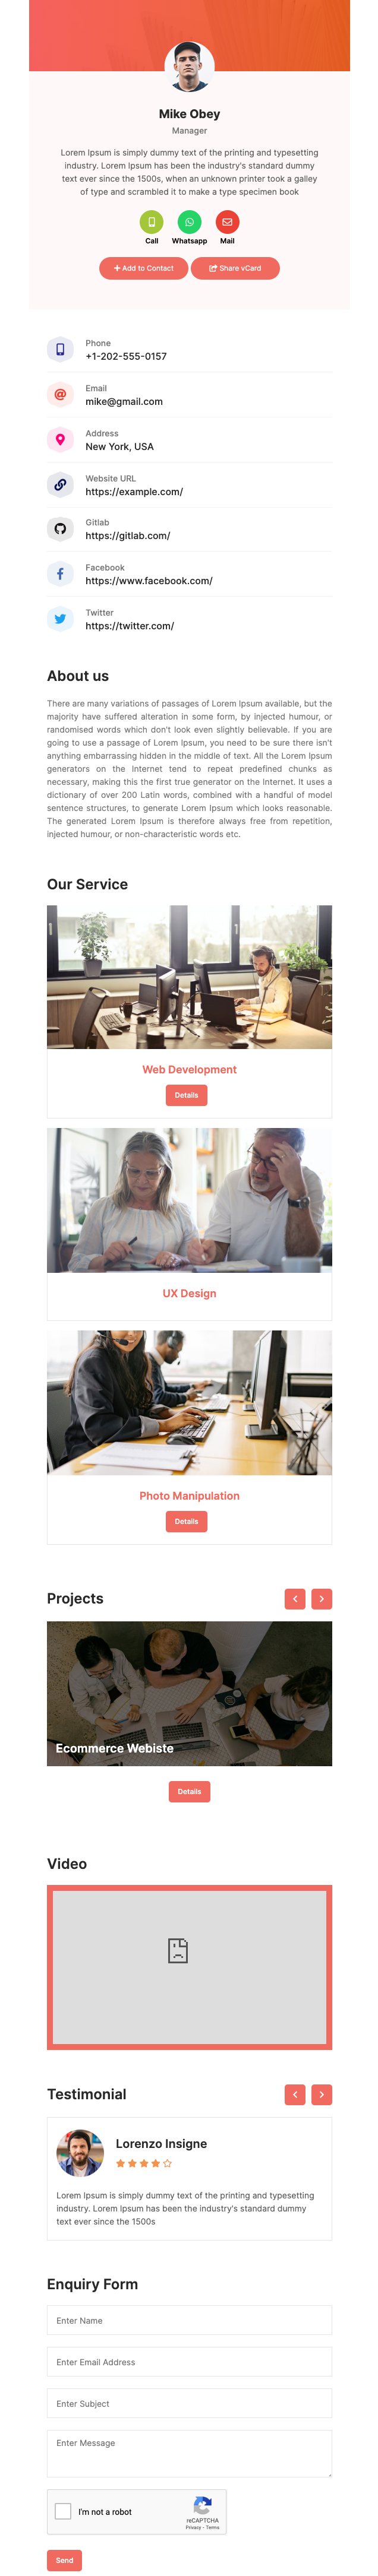 Mike Obey
Manager
Lorem Ipsum is simply dummy text of the printing and typesetting
industry. Lorem Ipsum has been the industry's standard dummy
text ever since the 1500s, when an unknown printer took a galley
of type and scrambled it to make a type specimen book
Call Whatsapp Mail
Add to Contact Share vCard
Phone
+1-202-555-0157
Email
mike@gmail.com
Address
New York, USA
Website URL
https://example.com/
Gitlab
https://gitlab.com/
Facebook
https://www.facebook.com/
Twitter
https://twitter.com/
About us
There are many variations of passages of Lorem Ipsum available, but the
majority have suffered alteration in some form, by injected humour, or
randomised words which don't look even slightly believable. If you are
going to use a passage of Lorem Ipsum, you need to be sure there isn't
anything embarrassing hidden in the middle of text. All the Lorem Ipsum
generators on the Internet tend to repeat predefined chunks as
necessary, making this the first true generator on the Internet. It uses a
dictionary of over 200 Latin words, combined with a handful of model
sentence structures, to generate Lorem Ipsum which looks reasonable.
The generated Lorem Ipsum is therefore always free from repetition,
injected humour, or non-characteristic words etc.
Our Service
Web Development
Details
UX Design
Photo Manipulation
Details
Projects
Ecommerce Webiste
Details
Video
Testimonial
Lorenzo Insigne
Lorem Ipsum is simply dummy text of the printing and typesetting
industry. Lorem Ipsum has been the industry's standard dummy
text ever since the 1500s
Enquiry Form
Enter Name
Enter Email Address
Enter Subject
Enter Message
I'm not a robot
reCAPTCHA
Privacy - Terms
Send